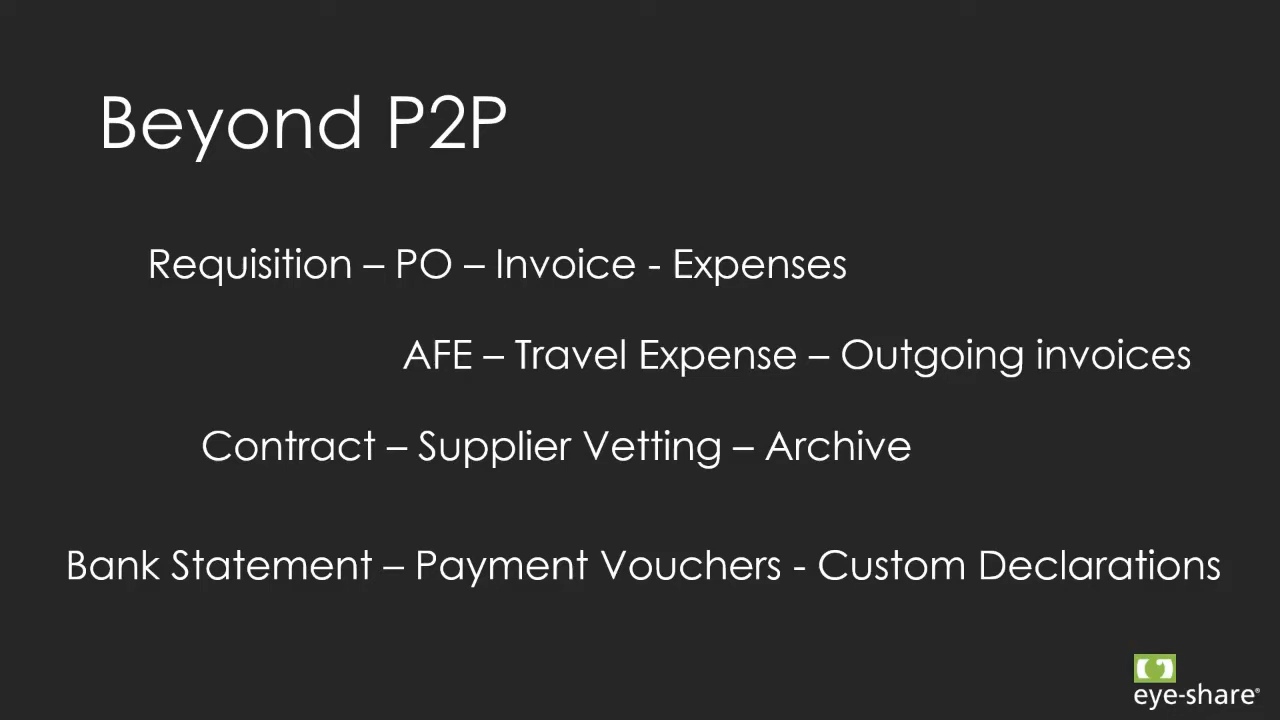 Beyond P2P
Requisition – PO – Invoice - Expenses
AFE – Travel Expense – Outgoing invoices
Contract – Supplier Vetting – Archive
Bank Statement – Payment Vouchers - Custom Declarations
eye-share®